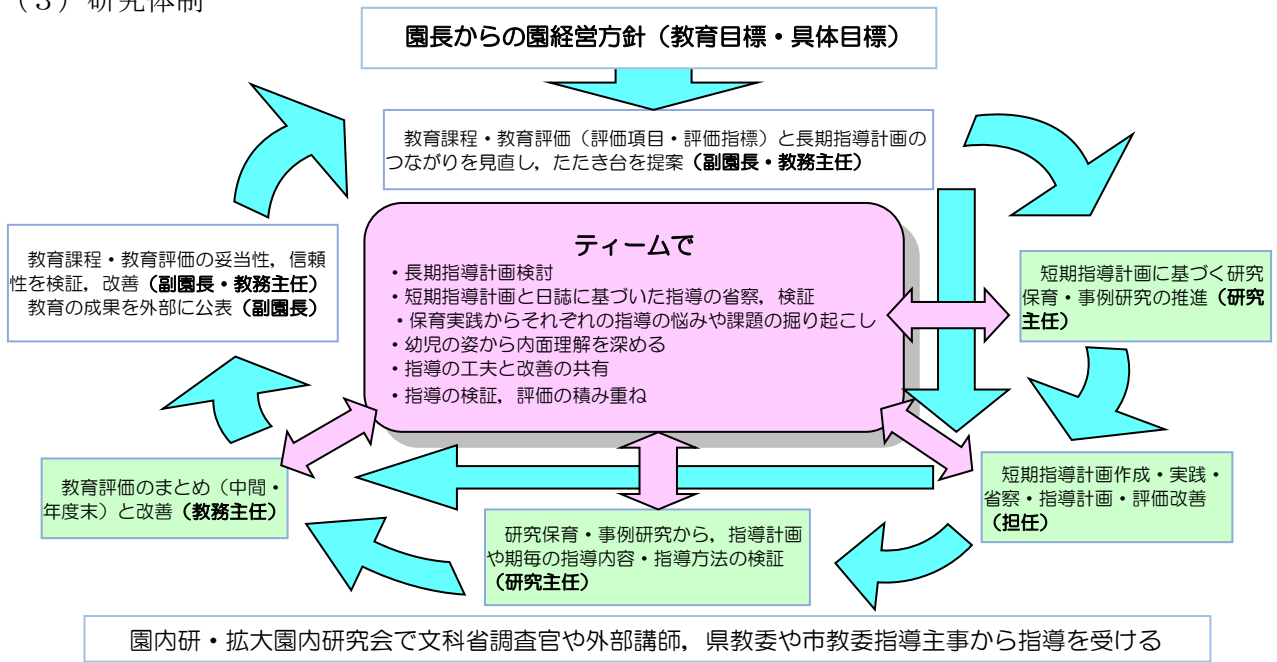 (3)研究体制
園長からの園経営方針(教育目標・具体目標)
教育課程・教育評価(評価項目・評価指標)と長期指導計画の
つながりを見直し,たたき台を提案(副園長・教務主任)
教育課程・教育評価の妥当性,信頼
性を検証,改善(副園長・教務主任)
教育の成果を外部に公表(副園長)
ティームで
・長期指導計画検討
・短期指導計画と日誌に基づいた指導の省察,検証
・保育実践からそれぞれの指導の悩みや課題の掘り起こし
・幼児の姿から内面理解を深める
・指導の工夫と改善の共有
・指導の検証,評価の積み重ね
短期指導計画に基づく研究
保育・事例研究の推進(研究
主任)
教育評価のまとめ(中間・
年度末)と改善(教務主任)
研究保育・事例研究から,指導計画
や期毎の指導内容・指導方法の検証
(研究主任)
短期指導計画作成・実践・
省察・指導計画・評価改善
(担任)
園内研・拡大園内研究会で文科省調査官や外部講師,県教委や市教委指導主事から指導を受ける